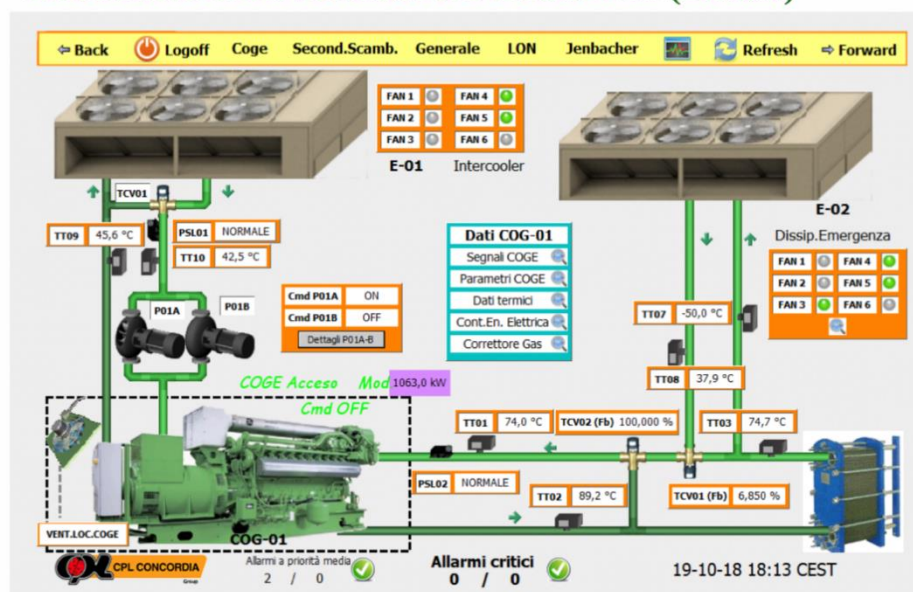 Back Logoff Coge Second.Scamb. Generale LON Jenbacher Refresh Forward
FAN 1 FAN 4
FAN 2 FAN 5
FAN 3 FAN 6
E-01 Intercooler
TCV01
E-02
TT09 45,6 °C
PSL01 NORMALE
TT10 42,5 °C
Dati COG-01
Segnali COGE
Parametri COGE
Dati termici
Cont.En. Elettrica
Correttore Gas
Dissip.Emergenza
FAN 1 FAN 4
FAN 2 FAN 5
FAN 3 FAN 6
P01A P01B
Cmd P01A ON
Cmd P01B OFF
Dettagli P01A-B
TT07 -50,0 °C
TT08 37,9 °C
COGE Acceso Mod 1063,0 kW
Cmd OFF
TT01 74,0 °C
TCV02 (Fb) 100,000 %
TT03 74,7 °C
PSL02 NORMALE
TT02 89,2 °C
TCV01 (Fb) 6,850 %
VENT.LOC.COGE
COG-01
CPL CONCORDIA
Group
Allarmi a priorità media
2 / 0
Allarmi critici
0 / 0
19-10-18 18:13 CEST